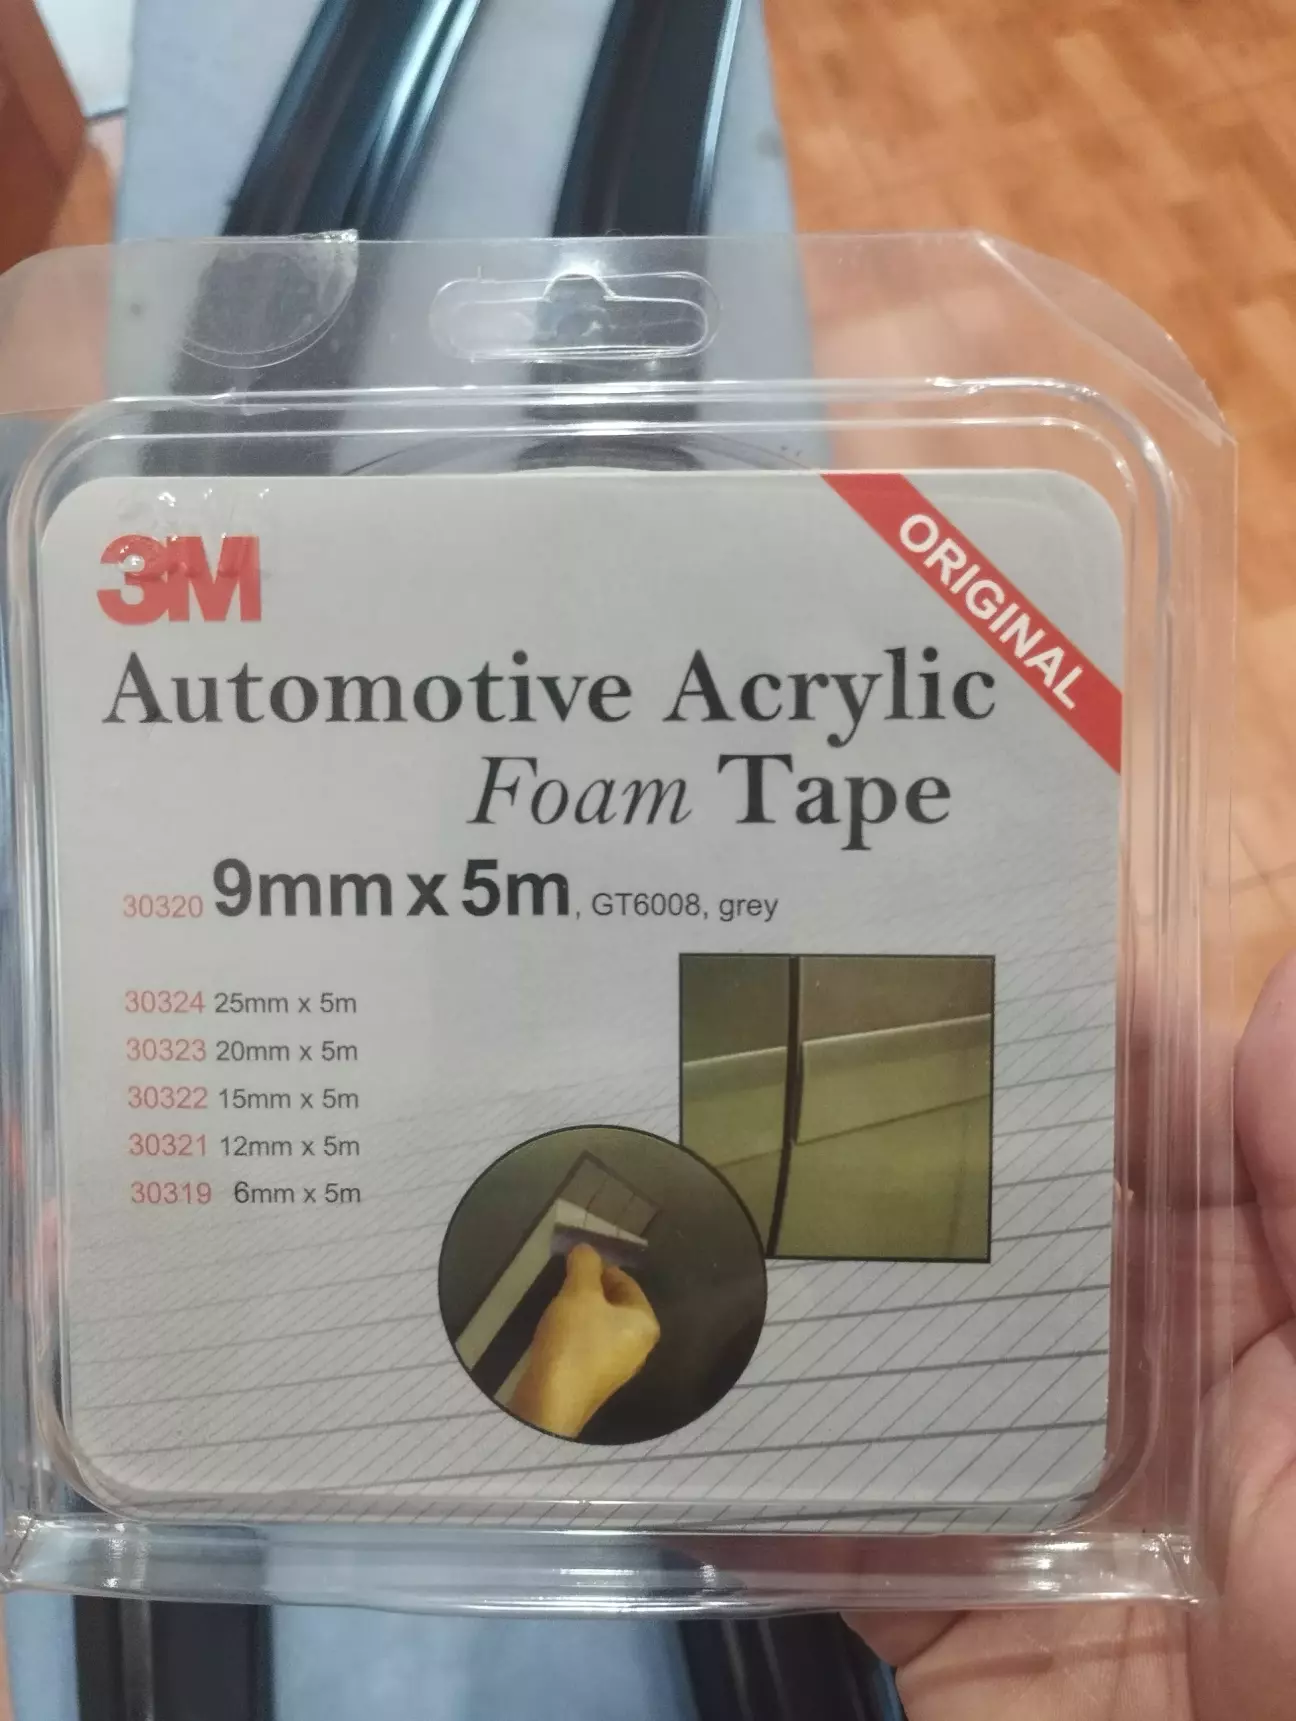 3M
ORIGINAL
Automotive Acrylic
Foam Tape
30320 9mm x 5m, GT6008, grey
30324 25mm x 5m
30323 20mm x 5m
30322 15mm x 5m
30321 12mm x 5m
30319 6mm x 5m